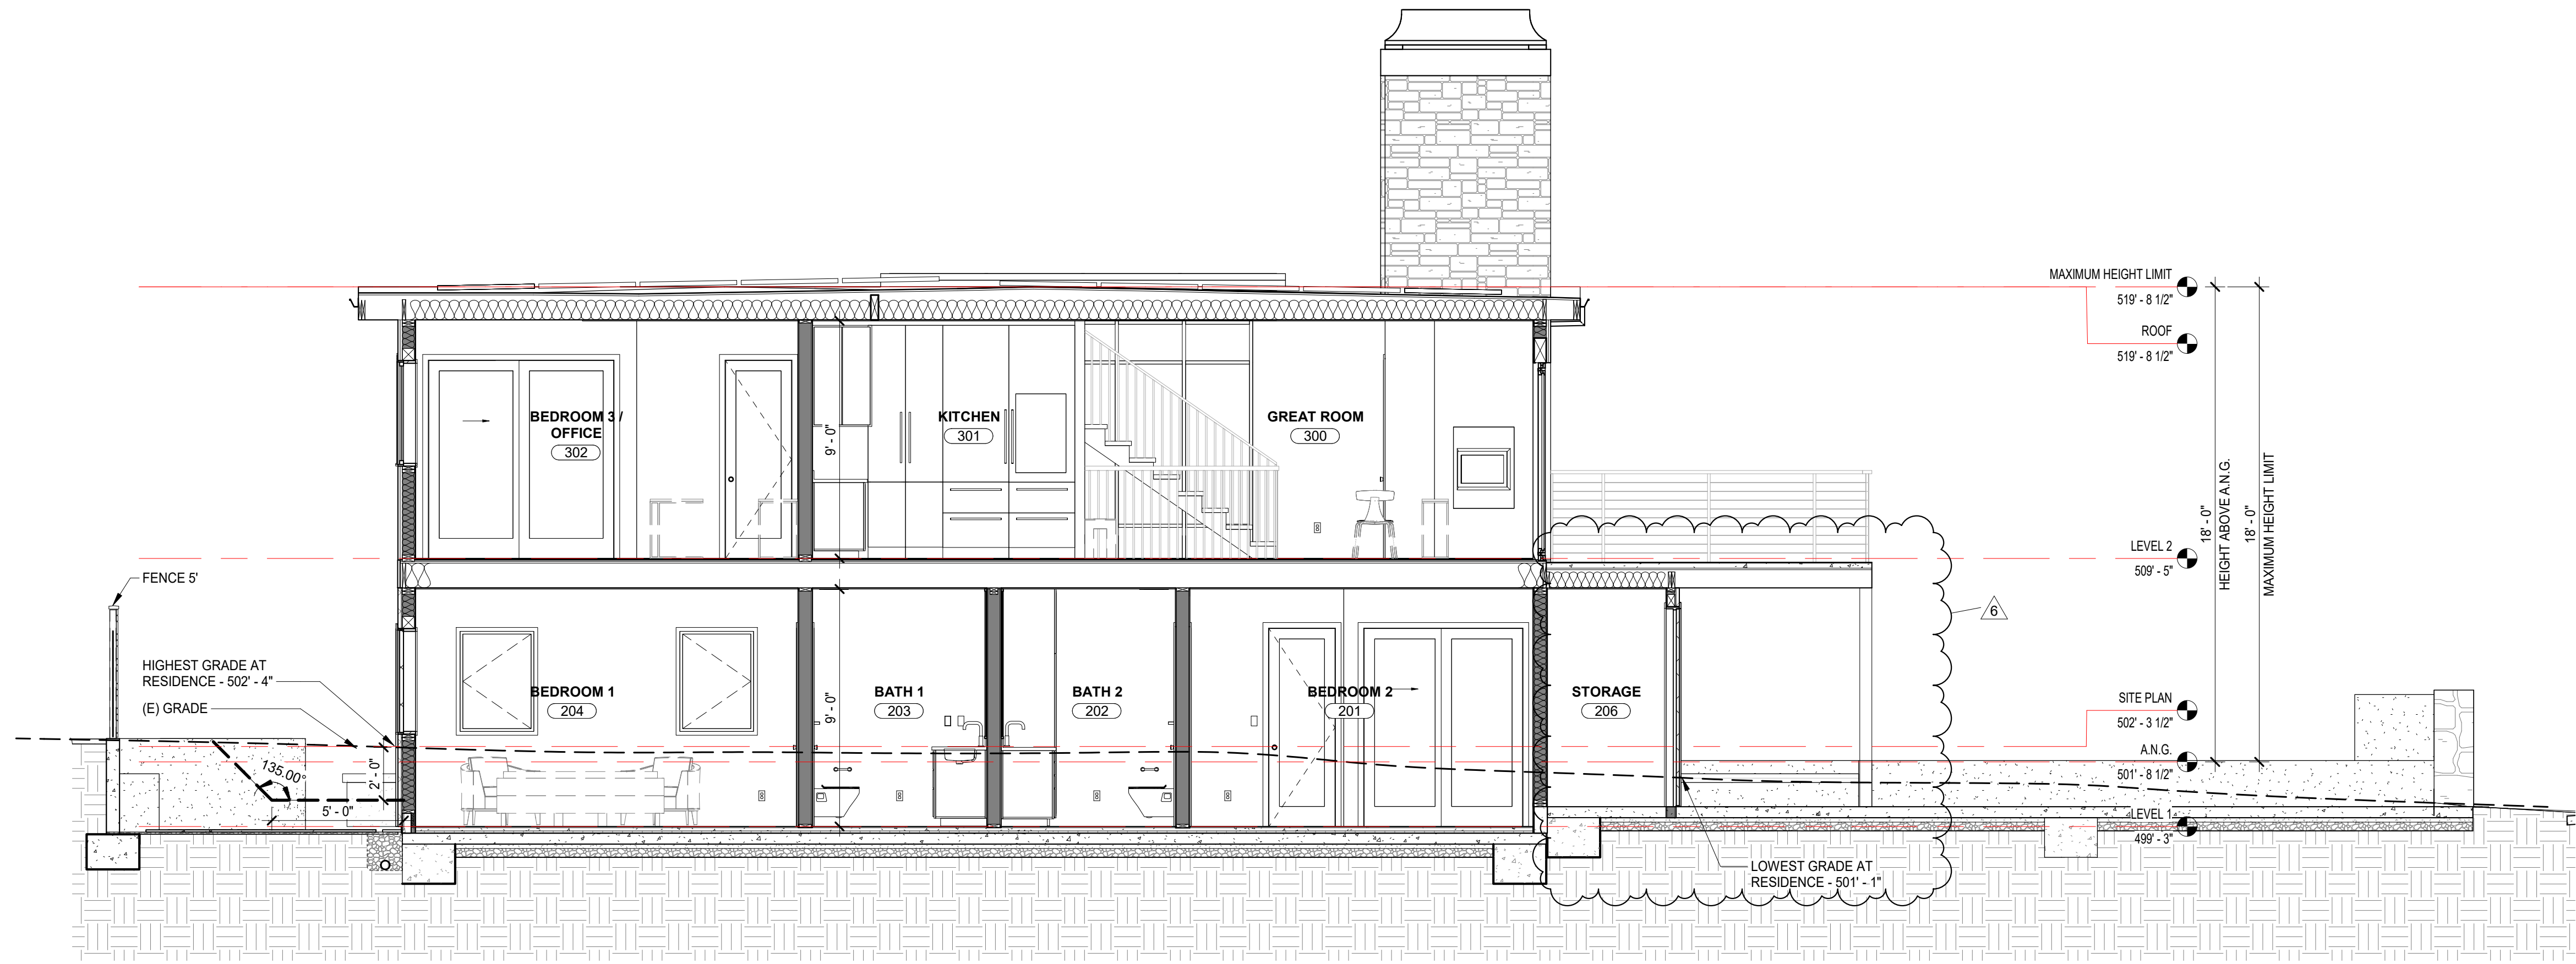 MAXIMUM HEIGHT LIMIT
519' - 8 1/2"
ROOF
519' - 8 1/2"
BEDROOM 3 /
OFFICE
302
9' - 0"
KITCHEN
301
GREAT ROOM
300
18' - 0"
HEIGHT ABOVE A.N.G.
18' - 0"
MAXIMUM HEIGHT LIMIT
LEVEL 2
509' - 5"
FENCE 5'
6
HIGHEST GRADE AT
RESIDENCE - 502' - 4"
(E) GRADE
BEDROOM 1
204
9' - 0"
BATH 1
203
BATH 2
202
BEDROOM 2
201
STORAGE
206
SITE PLAN
502' - 3 1/2"
A.N.G.
501' - 8 1/2"
135.00°
2' - 0"
5' - 0"
LEVEL 1
499' - 3"
LOWEST GRADE AT
RESIDENCE - 501' - 1"